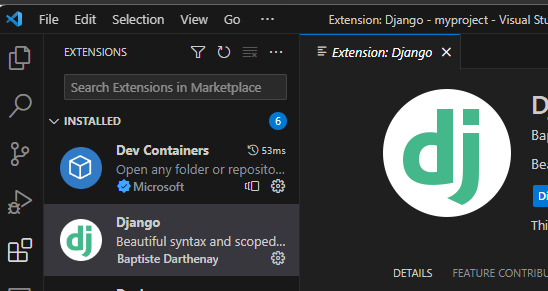 File Edit Selection View Go ...
Extension: Django - myproject - Visual Stu
EXTENSIONS
Extension: Django
Search Extensions in Marketplace
INSTALLED
6
Dev Containers 53ms
Open any folder or reposito...
Microsoft
Django
Beautiful syntax and scoped...
Baptiste Darthenay
dj
dj
Bap
Bea
Di
Thi
DETAILS FEATURE CONTRIBU